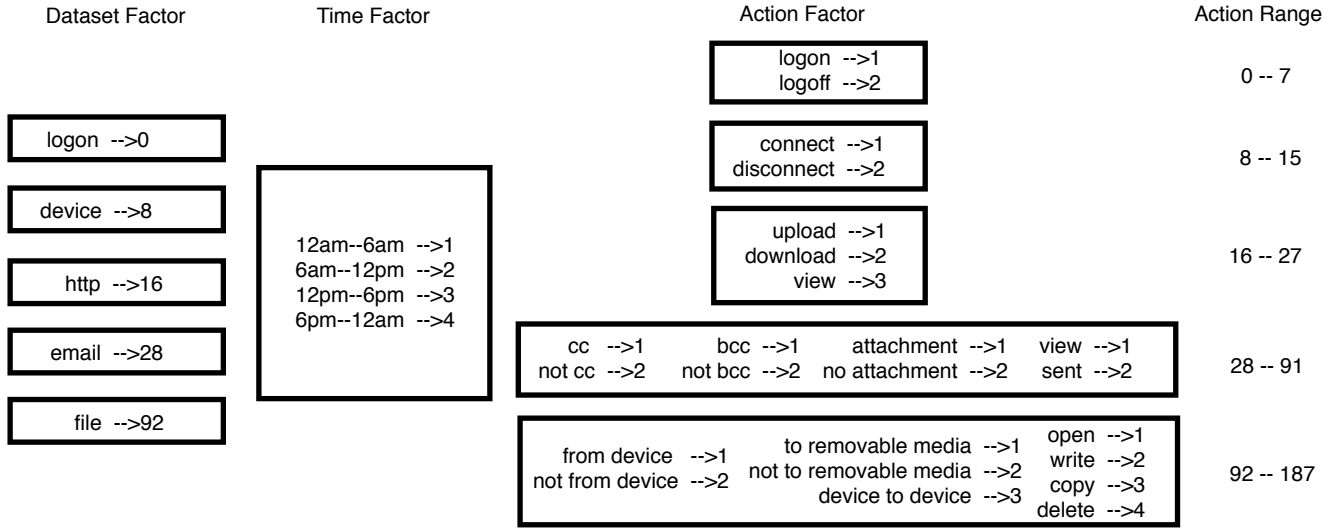 Dataset Factor
Time Factor
Action Factor
Action Range
logon -->0
device -->8
http -->16
email -->28
file -->92
12am--6am -->1
6am--12pm -->2
12pm--6pm -->3
6pm--12am -->4
logon -->1
logoff -->2
0 -- 7
connect -->1
disconnect -->2
8 -- 15
upload -->1
download -->2
view -->3
16 -- 27
cc -->1 bcc -->1 attachment -->1 view -->1
not cc -->2 not bcc -->2 no attachment -->2 sent -->2
28 -- 91
from device -->1
not from device -->2
to removable media -->1
not to removable media -->2
device to device -->3
open -->1
write -->2
copy -->3
delete -->4
92 -- 187